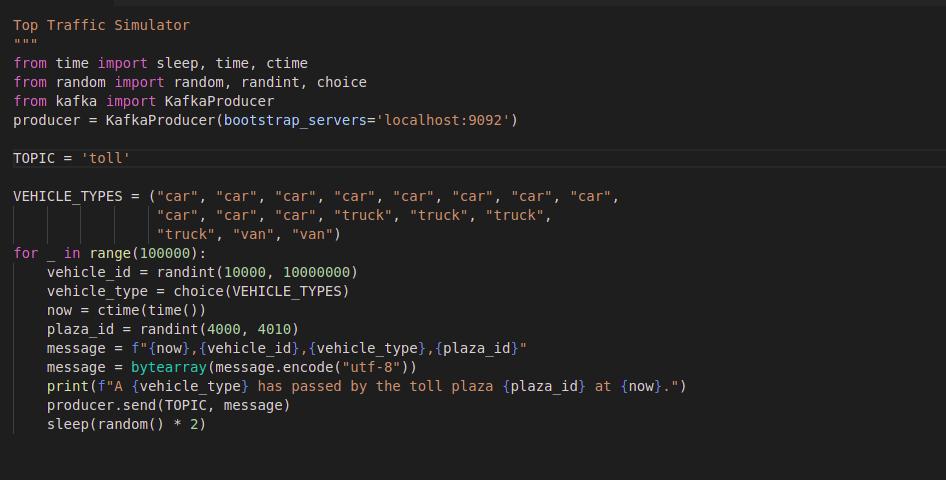 Top Traffic Simulator
"""
from time import sleep, time, ctime
from random import random, randint, choice
from kafka import KafkaProducer
producer = KafkaProducer(bootstrap_servers='localhost:9092')
TOPIC = 'toll'
VEHICLE_TYPES = ("car", "car", "car", "car", "car", "car", "car", "car",
"car", "car", "car", "truck", "truck", "truck",
"truck", "van", "van")
for _ in range(100000):
vehicle_id = randint(10000, 10000000)
vehicle_type = choice(VEHICLE_TYPES)
now = ctime(time())
plaza_id = randint(4000, 4010)
message = f"{now},{vehicle_id},{vehicle_type},{plaza_id}"
message = bytearray(message.encode("utf-8"))
print(f"A {vehicle_type} has passed by the toll plaza {plaza_id} at {now}.")
producer.send(TOPIC, message)
sleep(random() * 2)